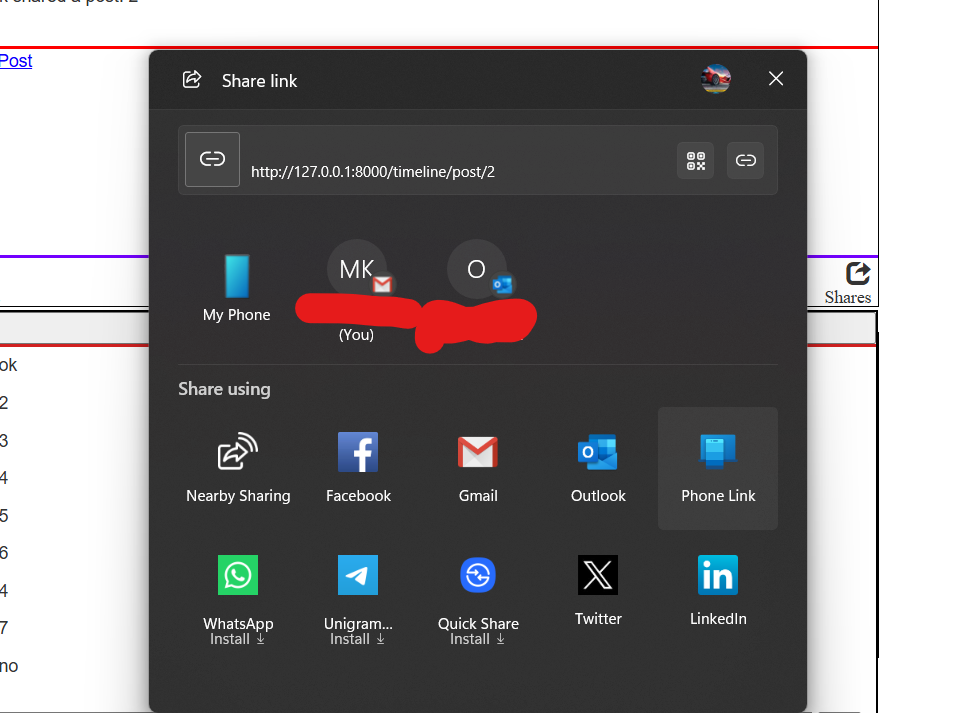 k shared a post: 2
Post
Share link
http://127.0.0.1:8000/timeline/post/2
My Phone
MK
(You)
O
Shares
Share using
Nearby Sharing
Facebook
Gmail
Outlook
Phone Link
WhatsApp
Install
Unigram...
Install
Quick Share
Install
Twitter
LinkedIn
ok
2
3
4
5
6
4
7
no